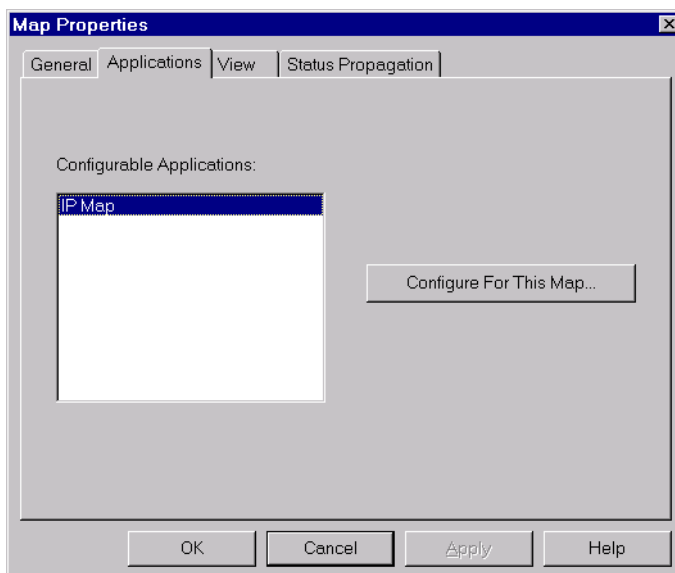 Map Properties
General Applications View Status Propagation
Configurable Applications:
IP Map
Configure For This Map...
OK Cancel Apply Help